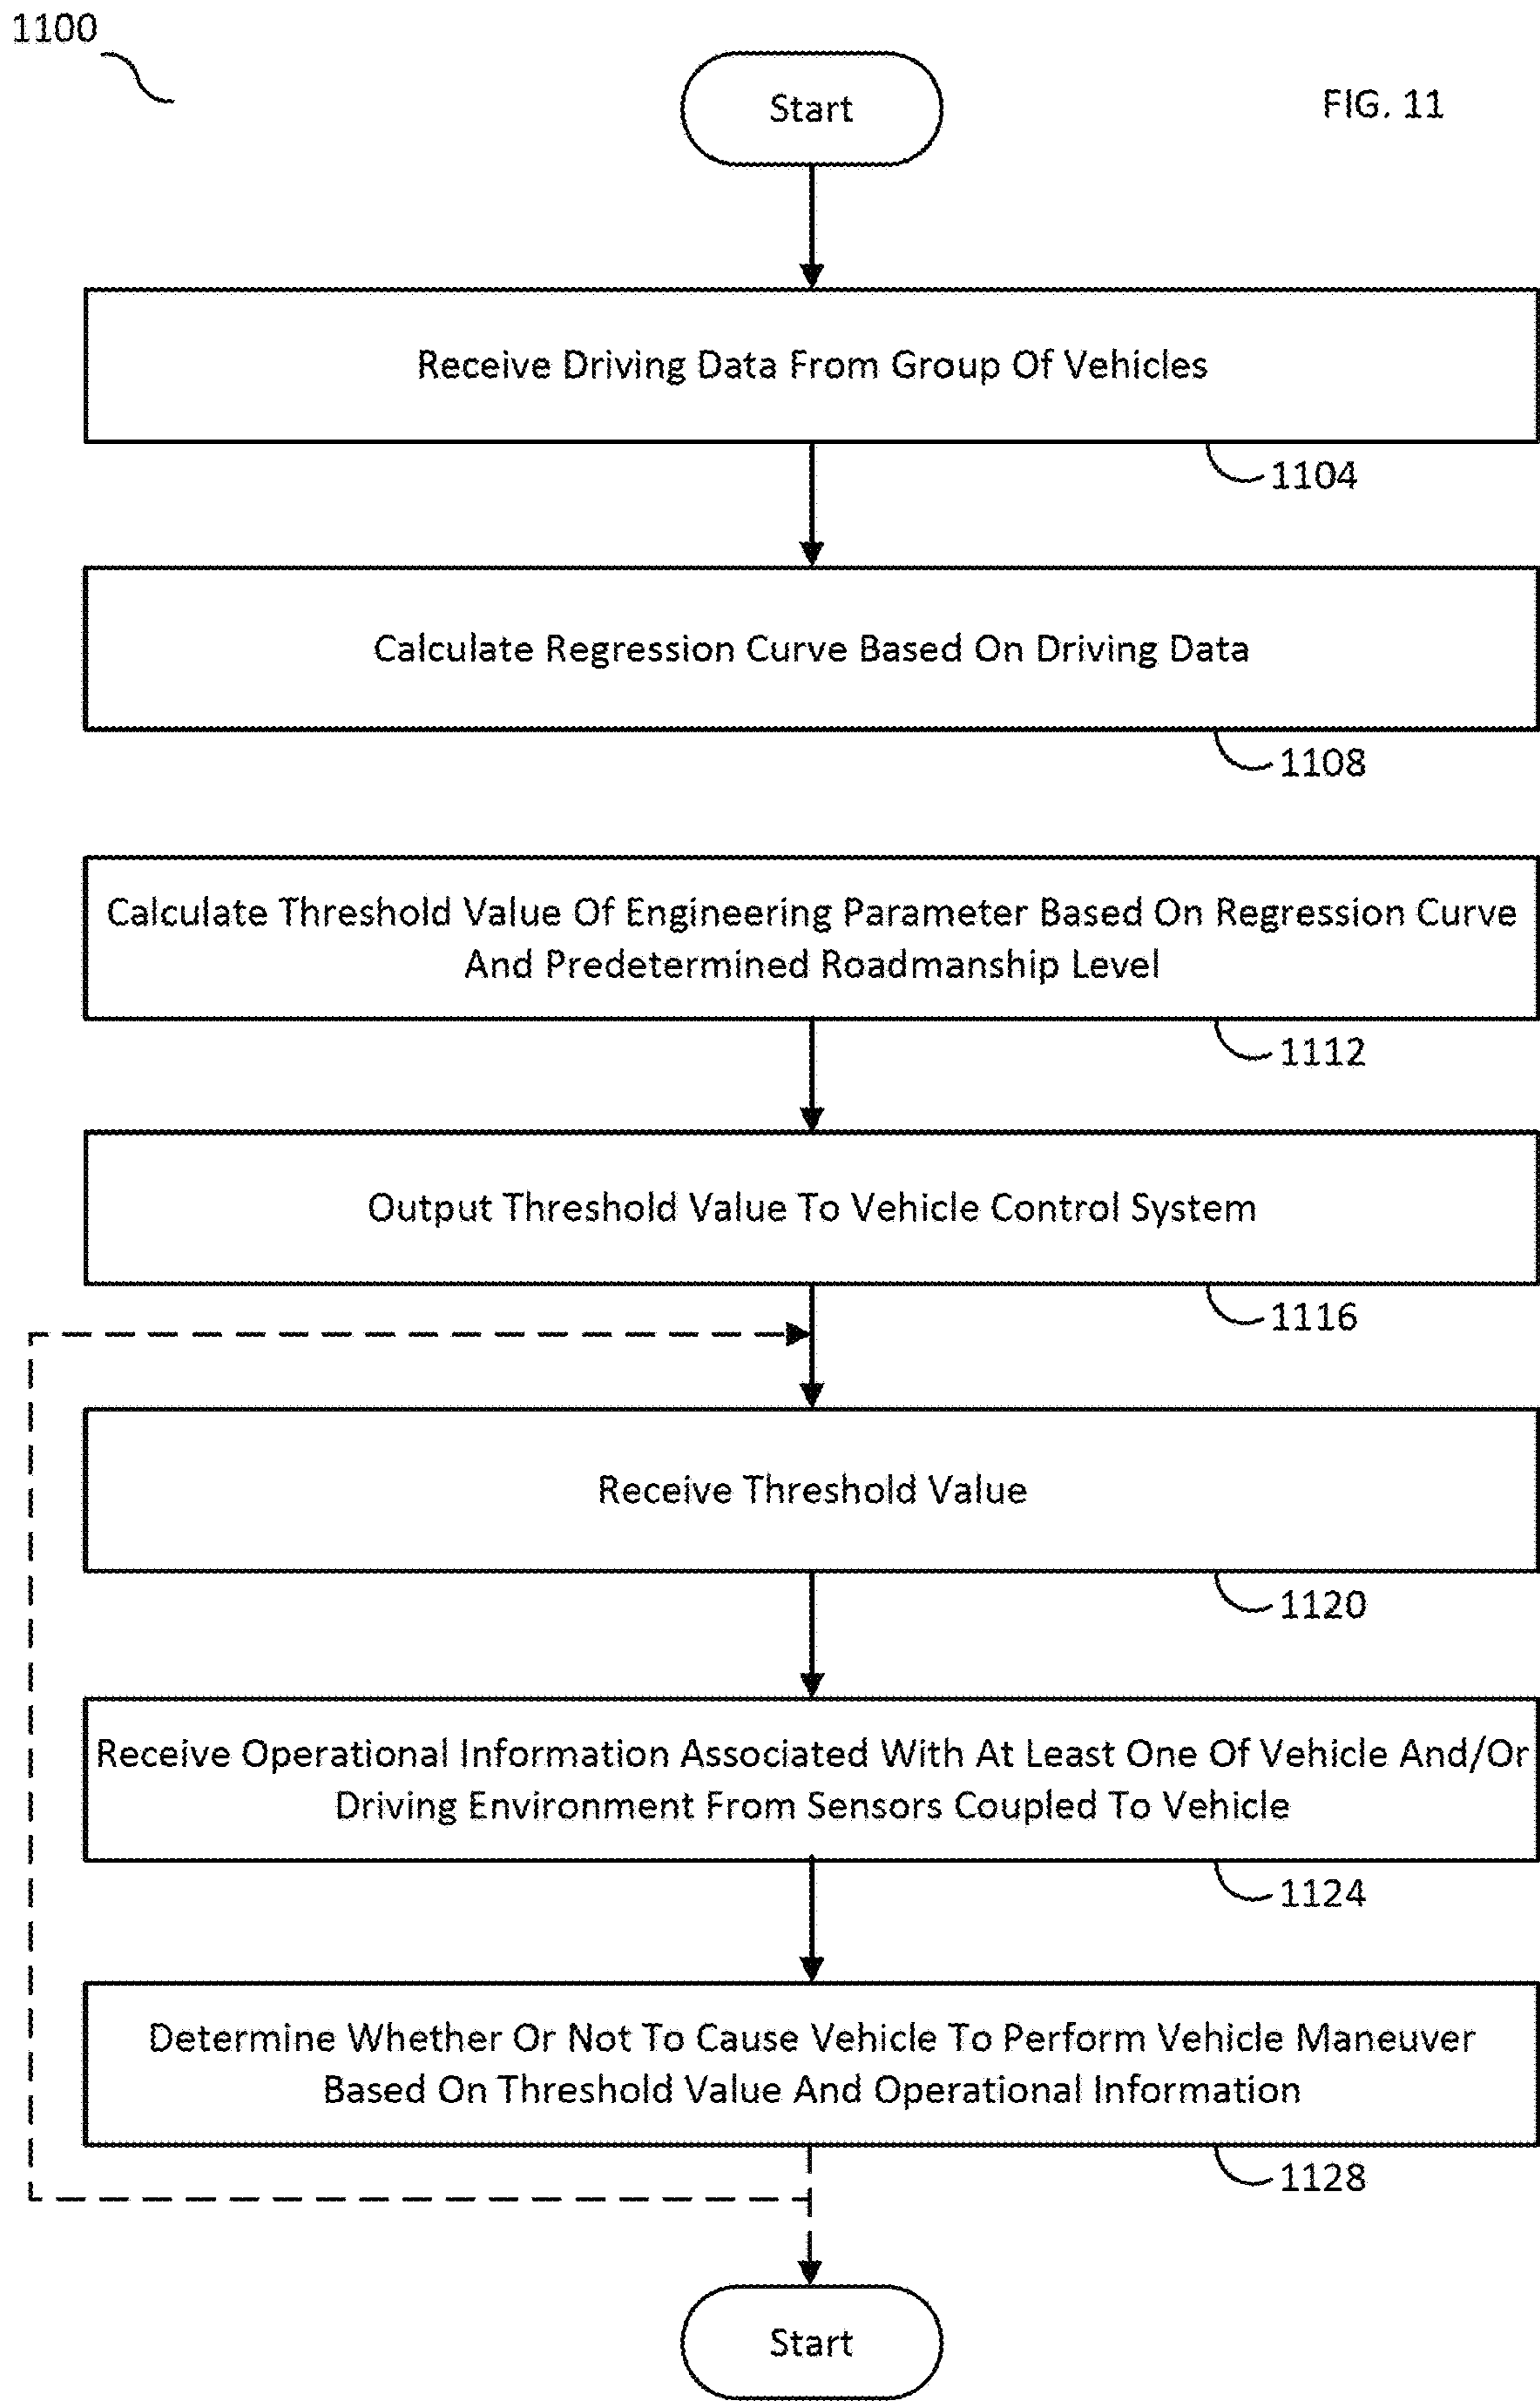 1100
Start
FIG. 11
Receive Driving Data From Group Of Vehicles
1104
Calculate Regression Curve Based On Driving Data
1108
Calculate Threshold Value Of Engineering Parameter Based On Regression Curve
And Predetermined Roadmanship Level
1112
Output Threshold Value To Vehicle Control System
1116
Receive Threshold Value
1120
Receive Operational Information Associated With At Least One Of Vehicle And/Or
Driving Environment From Sensors Coupled To Vehicle
1124
Determine Whether Or Not To Cause Vehicle To Perform Vehicle Maneuver
Based On Threshold Value And Operational Information
1128
Start